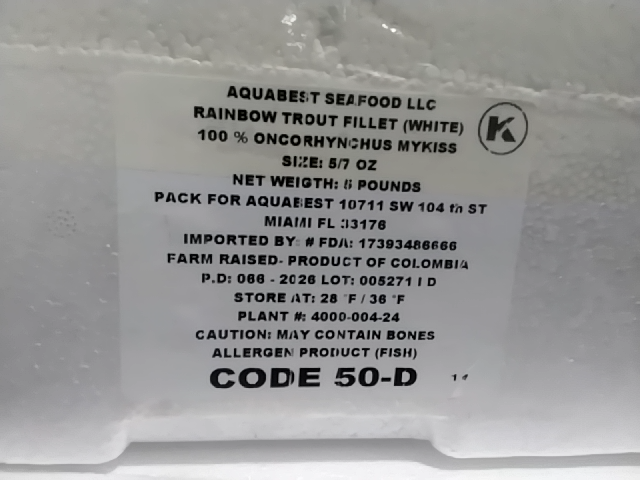 AQUABEST SEAFOOD LLC
RAINBOW TROUT FILLET (WHITE)
K
100 % ONCORHYNCHUS MYKISS
SIZE: 5/7 OZ
NET WEIGTH: 5 POUNDS
PACK FOR AQUABEST 10711 SW 104 th ST
MIAMI FL 33176
IMPORTED BY: # FDA: 17393486666
FARM RAISED- PRODUCT OF COLOMBIA
P.D: 066 - 2026 LOT: 005271 I D
STORE AT: 28 °F / 36 °F
PLANT #: 4000-004-24
CAUTION: MAY CONTAIN BONES
ALLERGEN PRODUCT (FISH)
CODE 50-D